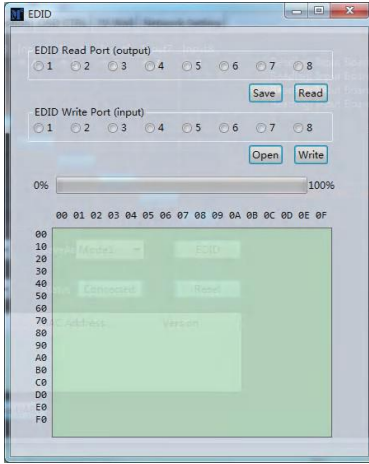 EDID
EDID Read Port (output)
1 2 3 4 5 6 7 8
Save Read
EDID Write Port (input)
1 2 3 4 5 6 7 8
Open Write
0% 100%
00 01 02 03 04 05 06 07 08 09 0A 0B 0C 0D 0E 0F
00
10
20
30
40
50
60
70
80
90
A0
B0
C0
D0
E0
F0
EDID
Command Reset